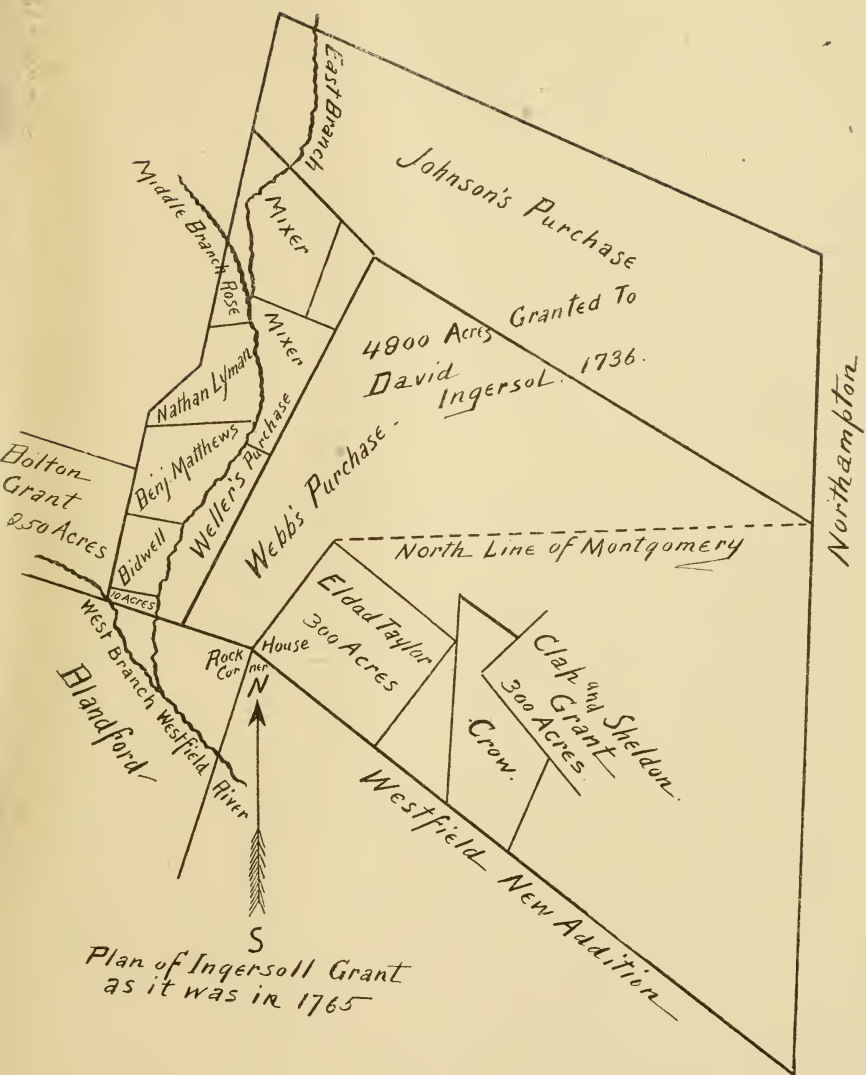 East Branch
Johnson's Purchase
Middle Branch
Rose
Mixer
Mixer
4800 Acres Granted To
David
Ingersol. 1736.
Northampton
Nathan Lyman
Benj. Matthews
Weller's Purchase
Webb's Purchase-
Bolton
Grant
250 Acres
Bidwell
10 ACRES
North Line of Montgomery
Eldad Taylor
300 Acres
Rock House
Corner
Crow.
Clap and Sheldon.
Grant
300 Acres.
West Branch Westfield River
Blandford-
N
Westfield New Addition
S
Plan of Ingersoll Grant
as it was in 1765